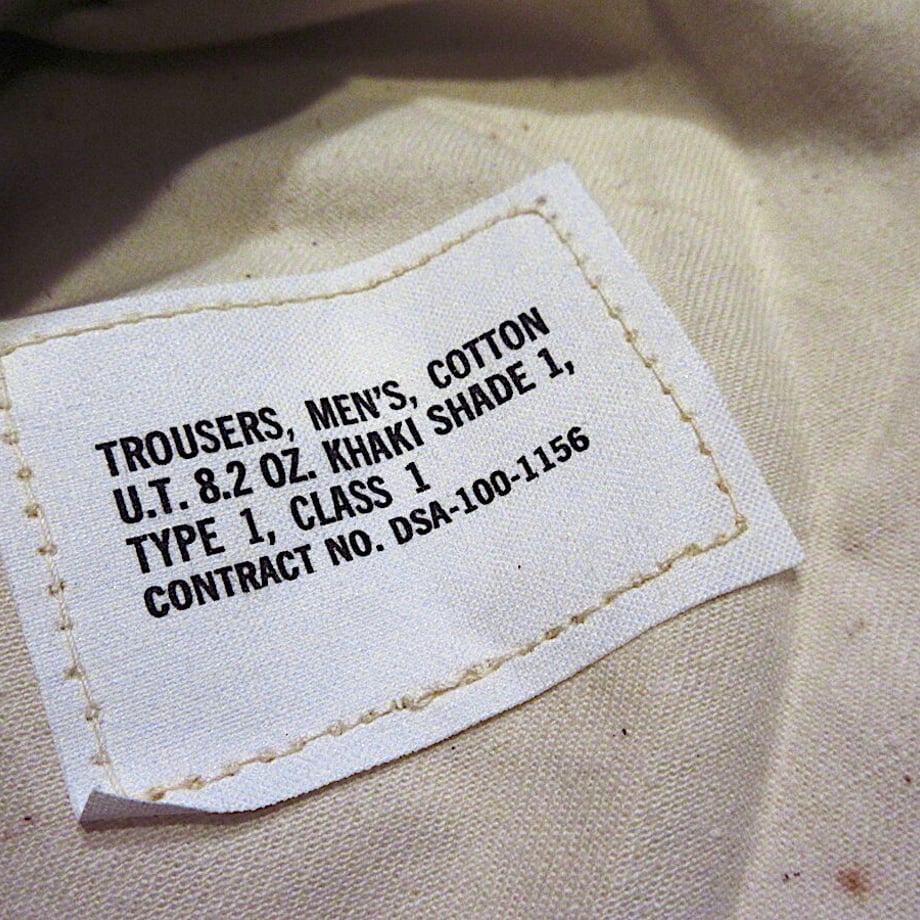 TROUSERS, MEN'S, COTTON
U.T. 8.2 OZ. KHAKI SHADE 1,
TYPE 1, CLASS 1
CONTRACT NO. DSA-100-1156